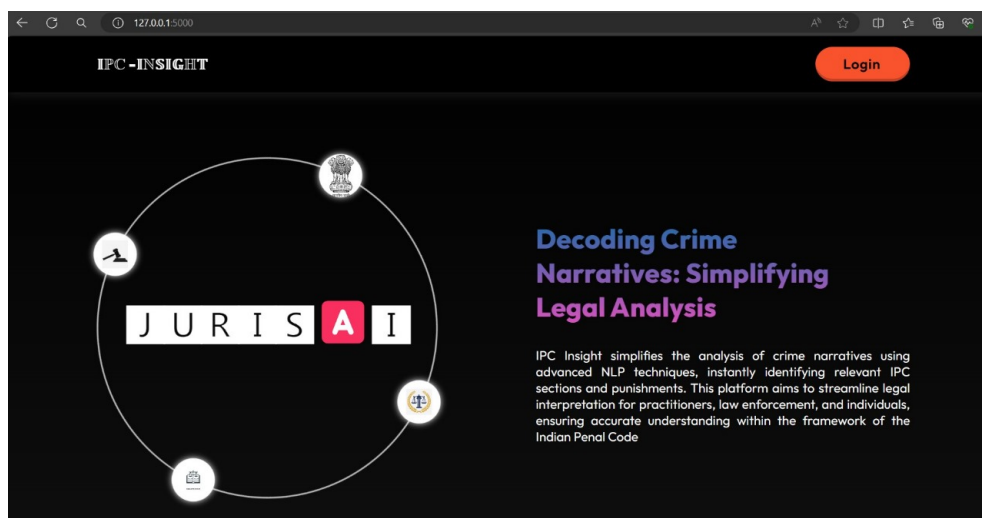 127.0.0.1:5000
IPC-INSIGHT
Login
JURISAI
Decoding Crime
Narratives: Simplifying
Legal Analysis
IPC Insight simplifies the analysis of crime narratives using
advanced NLP techniques, instantly identifying relevant IPC
sections and punishments. This platform aims to streamline legal
interpretation for practitioners, law enforcement, and individuals,
ensuring accurate understanding within the framework of the
Indian Penal Code